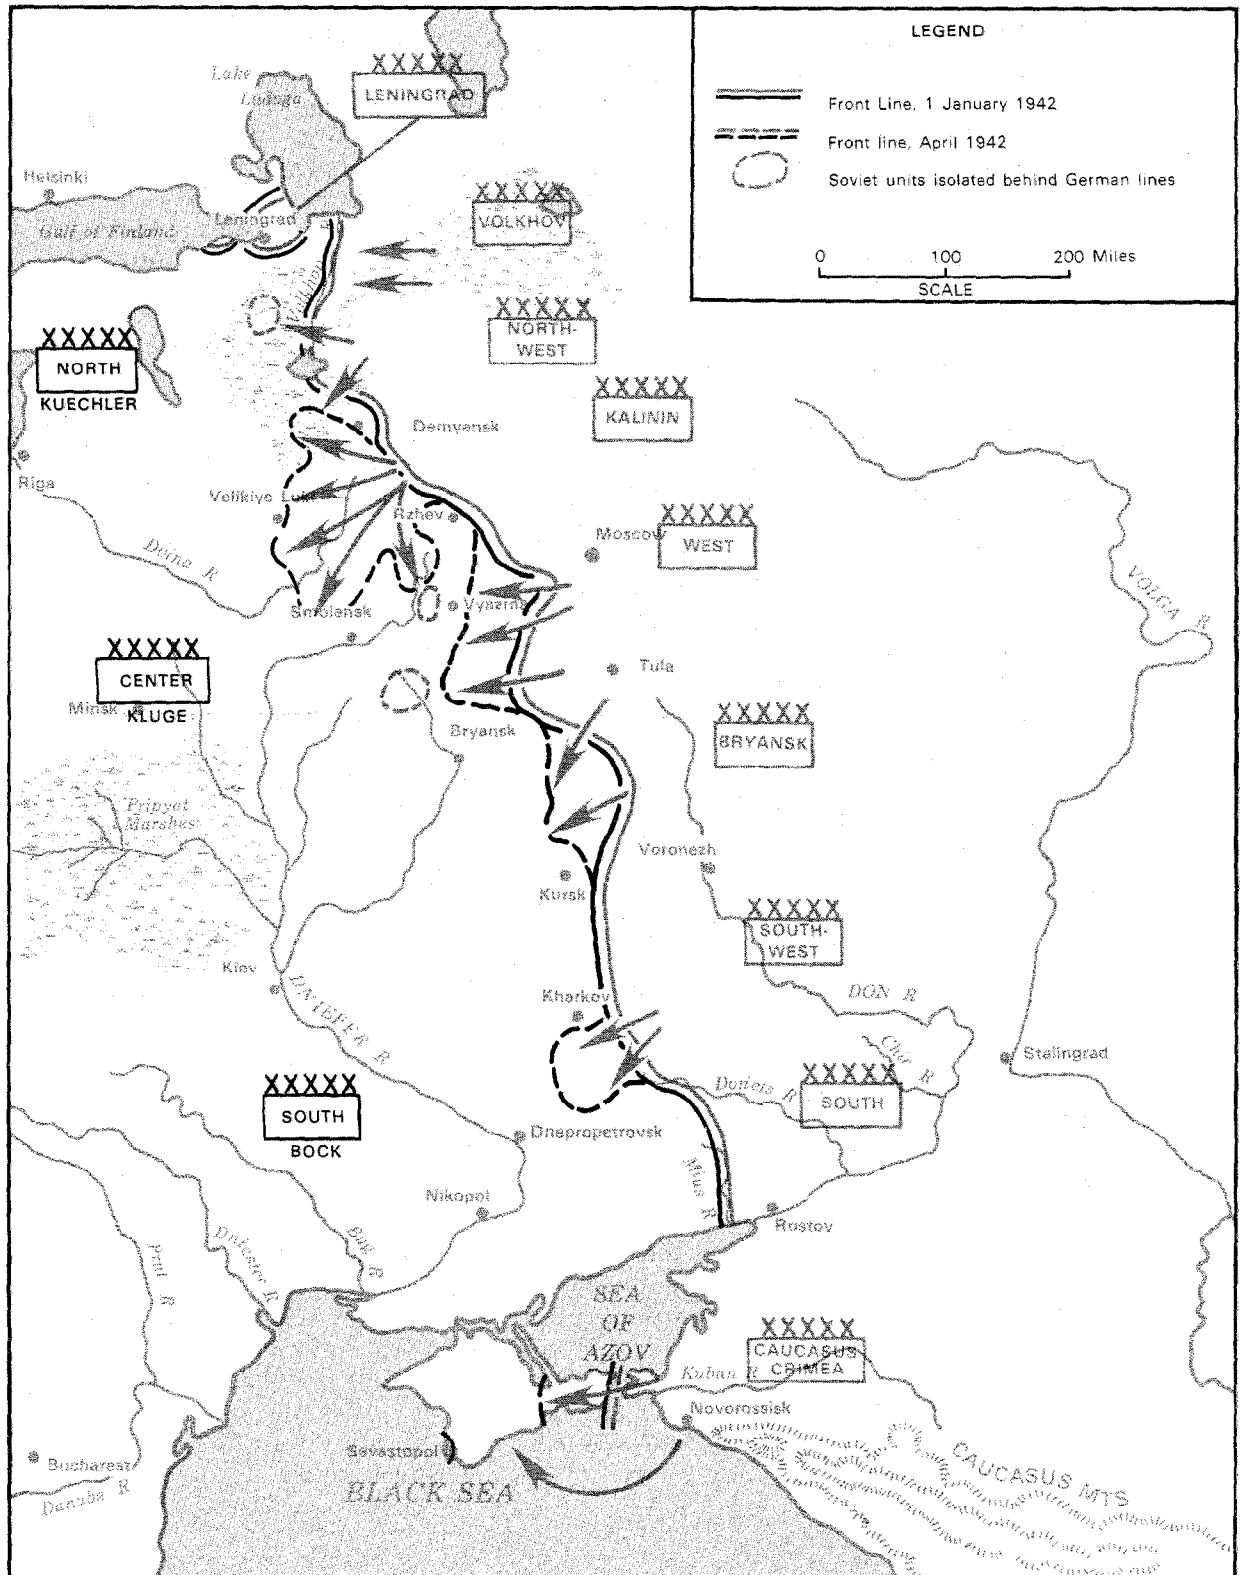 LEGEND
Front Line, 1 January 1942
Front line, April 1942
Soviet units isolated behind German lines
0 100 200 Miles
SCALE
XXXXX
LENINGRAD
Lake
Ladoga
Helsinki
Leningrad
Gulf of Finland
XXXXX
VOLKHOV
Volkhov
XXXXX
NORTH-
WEST
XXXXX
NORTH
KUECHLER
XXXXX
KALININ
Demyansk
Riga
Velikiye Luki
Rzhev
XXXXX
WEST
Moscow
Dvina R
VOLGA R
Smolensk
Vyazma
XXXXX
CENTER
KLUGE
Minsk
Tula
XXXXX
BRYANSK
Bryansk
Pripyat
Marshes
Voronezh
Kursk
XXXXX
SOUTH-
WEST
Kiev
DNIEPER R
Kharkov
DON R
Chir R
Stalingrad
XXXXX
SOUTH
BOCK
Donets R
XXXXX
SOUTH
Dnepropetrovsk
Mius R
Nikopol
Rostov
Prut R
Dniester R
Bug R
SEA
OF
AZOV
XXXXX
CAUCASUS
CRIMEA
Kuban R
Novorossisk
Sevastopol
Bucharest
Danube R
BLACK SEA
CAUCASUS MTS